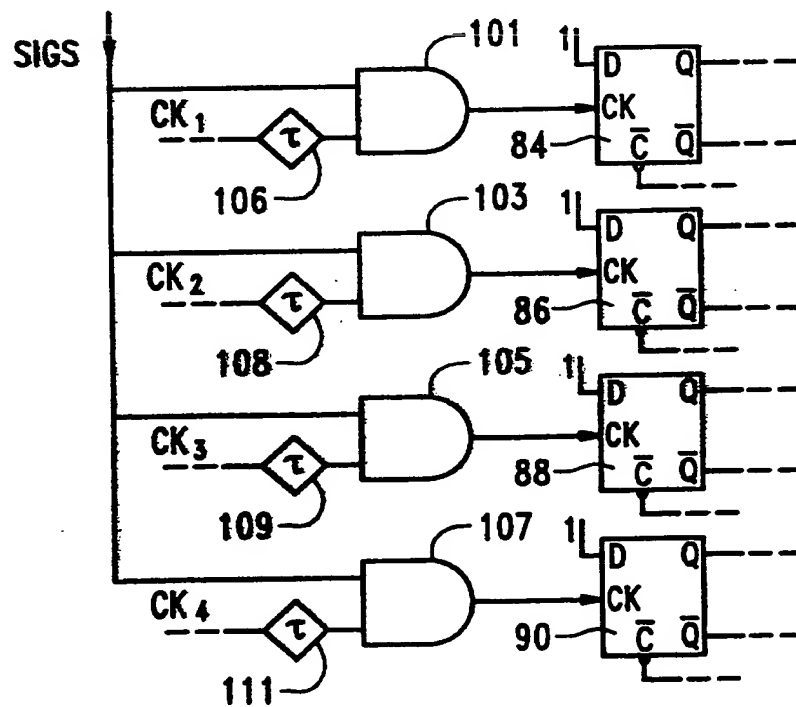 SIGS
101
1
D Q
CK₁
τ
CK
106
84
C̅ Q̅
103
1
D Q
CK₂
τ
CK
108
86
C̅ Q̅
105
1
D Q
CK₃
τ
CK
109
88
C̅ Q̅
107
1
D Q
CK₄
τ
CK
111
90
C̅ Q̅